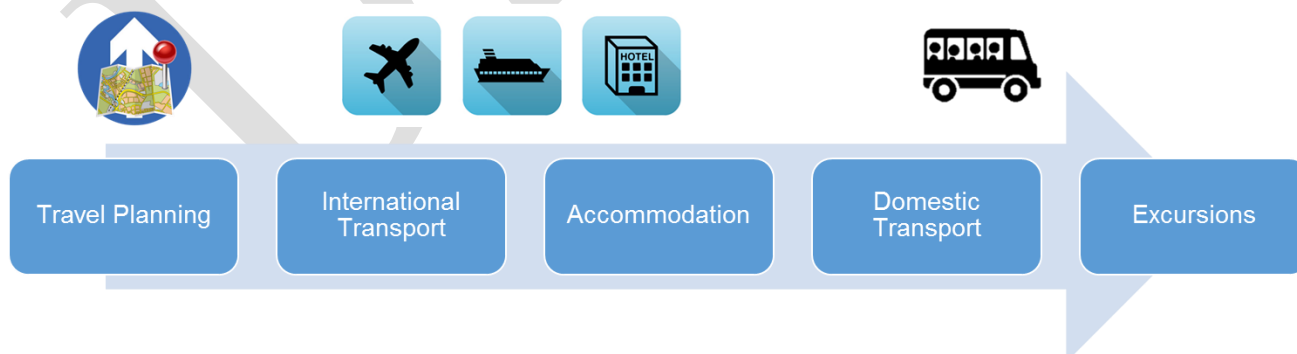 HOTEL
Travel Planning
International
Transport
Accommodation
Domestic
Transport
Excursions